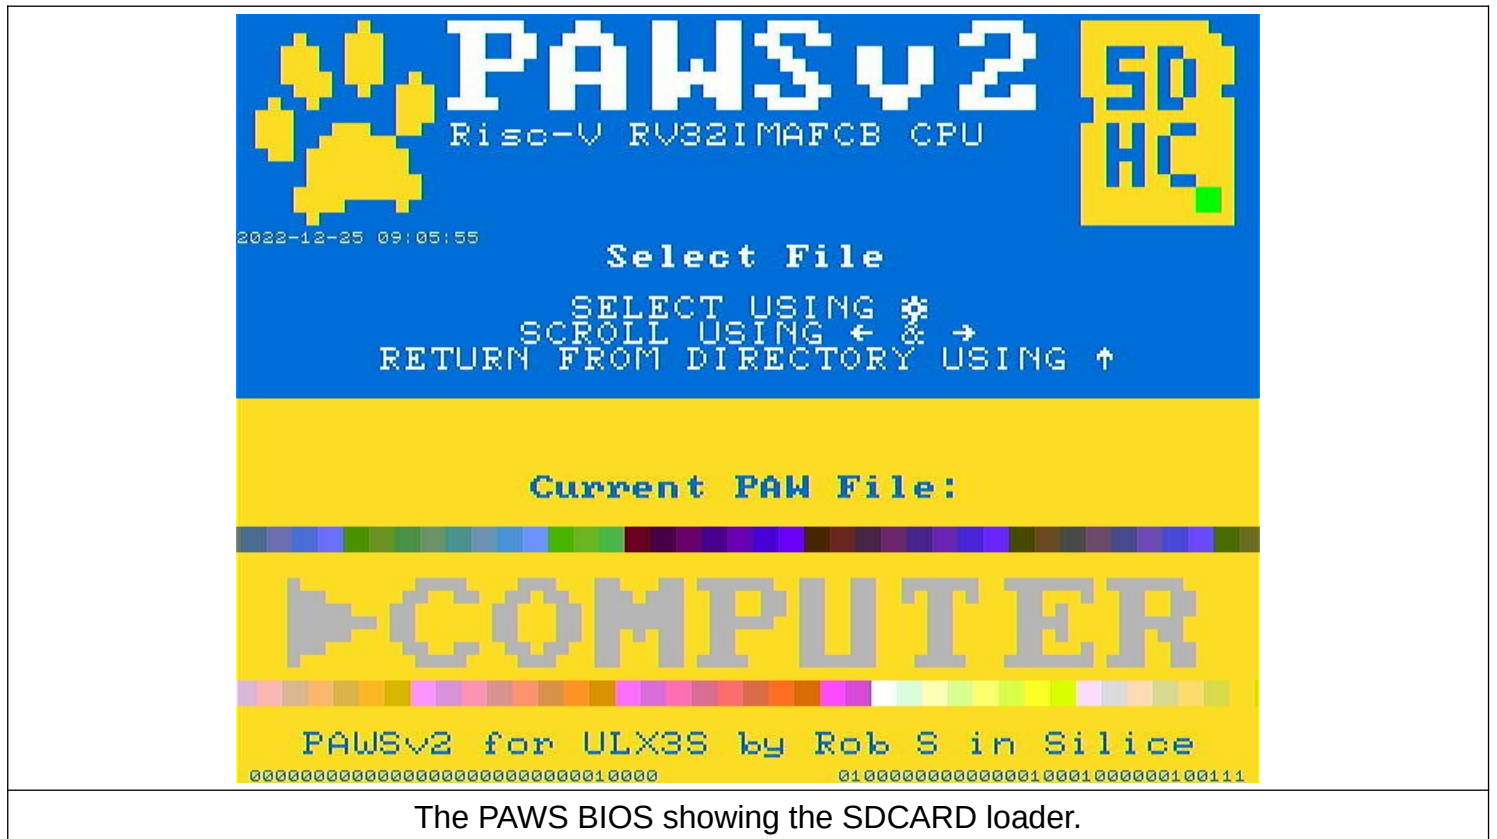 PAWSv2
SD
HC
Risc-V RV32IMAFCB CPU
2022-12-25 09:05:55
Select File
SELECT USING
SCROLL USING ← & →
RETURN FROM DIRECTORY USING ↑
Current PAW File:
COMPUTER
PAWSv2 for ULX3S by Rob S in Silice
The PAWS BIOS showing the SDCARD loader.